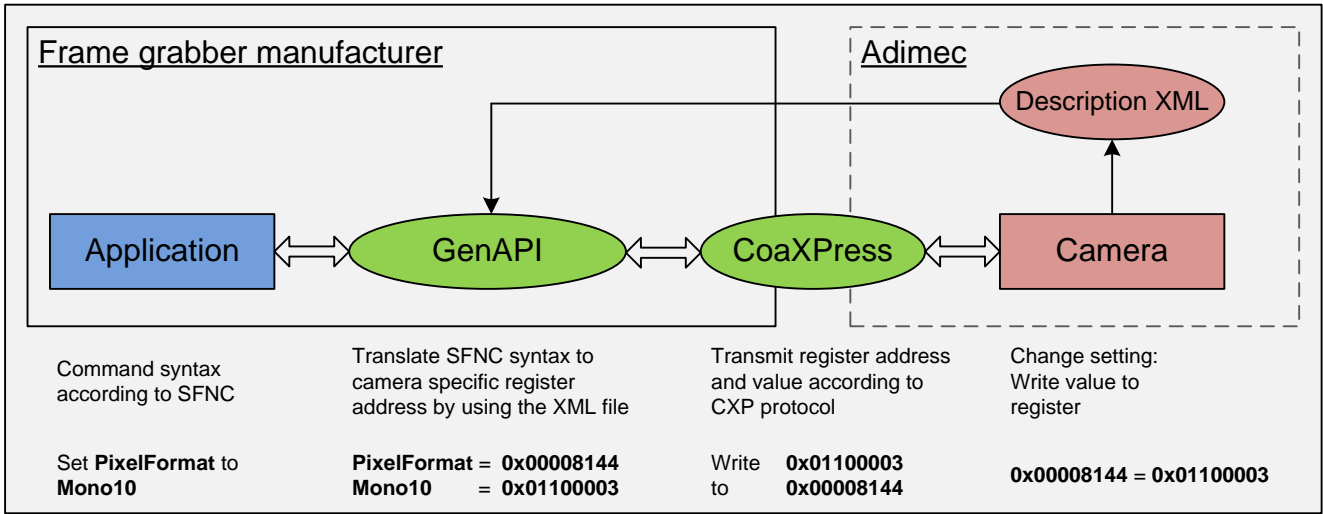 Frame grabber manufacturer
Adimec
Description XML
Application
GenAPI
CoaXPress
Camera
Command syntax
according to SFNC
Translate SFNC syntax to
camera specific register
address by using the XML file
Transmit register address
and value according to
CXP protocol
Change setting:
Write value to
register
Set PixelFormat to
Mono10
PixelFormat = 0x00008144
Mono10 = 0x01100003
Write 0x01100003
to 0x00008144
0x00008144 = 0x01100003